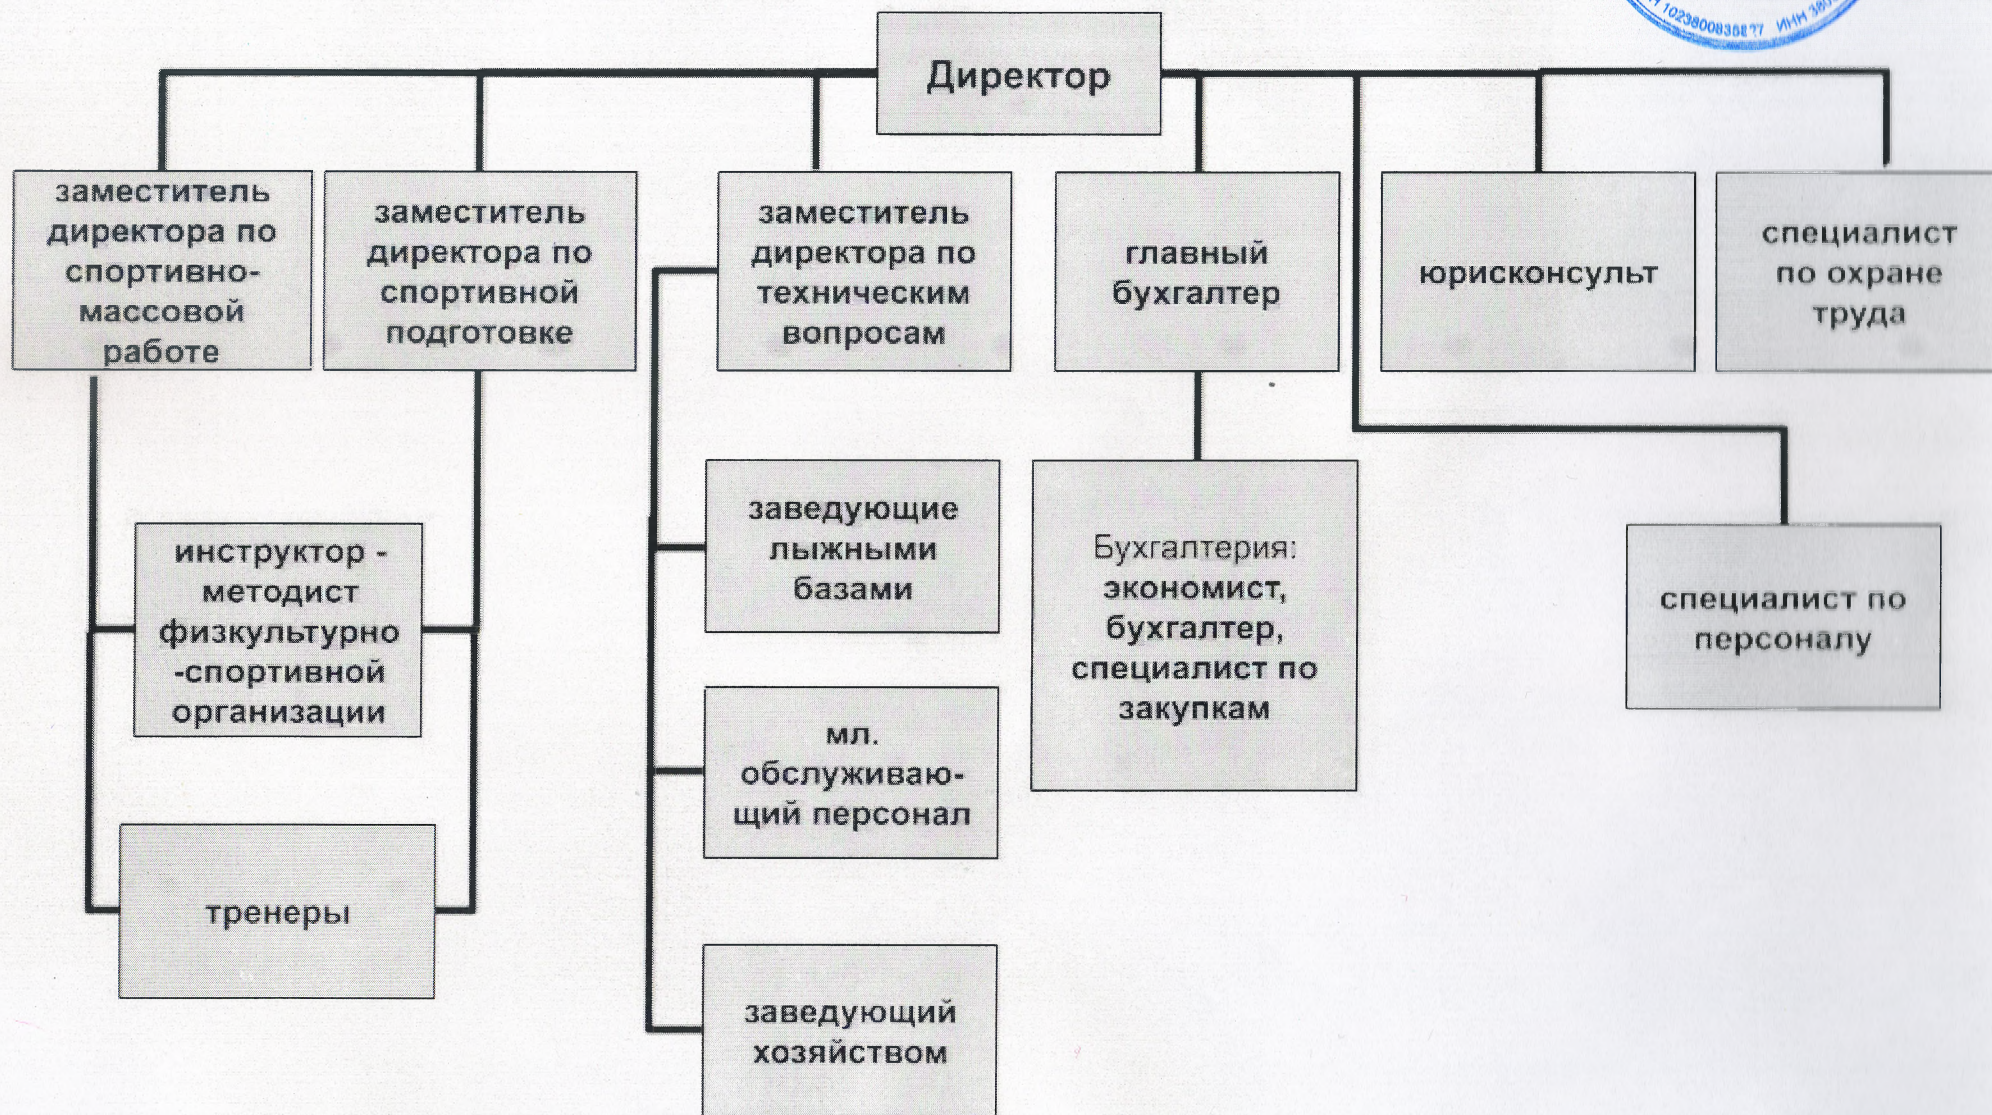 Директор
заместитель
директора по
спортивно-
массовой
работе
заместитель
директора по
спортивной
подготовке
заместитель
директора по
техническим
вопросам
главный
бухгалтер
юрисконсульт
специалист
по охране
труда
инструктор -
методист
физкультурно
-спортивной
организации
заведующие
лыжными
базами
Бухгалтерия:
экономист,
бухгалтер,
специалист по
закупкам
специалист по
персоналу
мл.
обслуживаю-
щий персонал
тренеры
заведующий
хозяйством